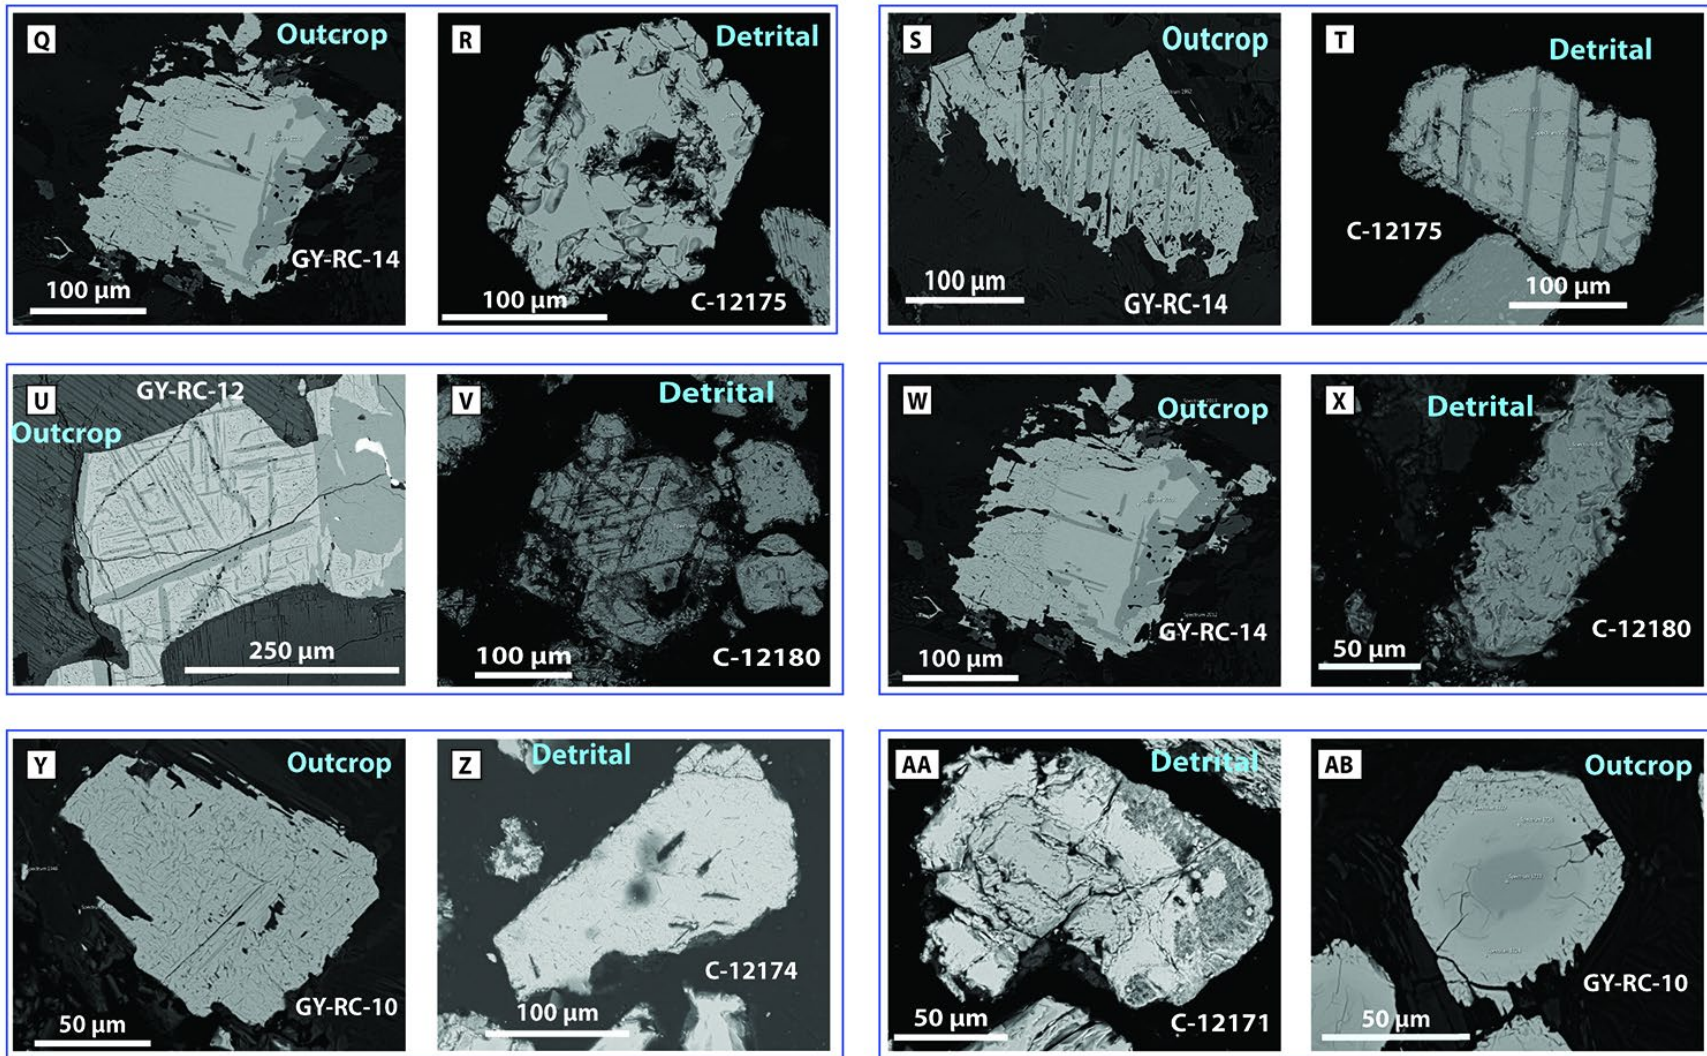 Q Outcrop
GY-RC-14
100 µm
R Detrital
100 µm
C-12175
S Outcrop
100 µm
GY-RC-14
T Detrital
C-12175
100 µm
U GY-RC-12
Outcrop
250 µm
V Detrital
100 µm
C-12180
W Outcrop
GY-RC-14
100 µm
X Detrital
C-12180
50 µm
Y Outcrop
GY-RC-10
50 µm
Z Detrital
C-12174
100 µm
AA Detrital
50 µm
C-12171
AB Outcrop
GY-RC-10
50 µm